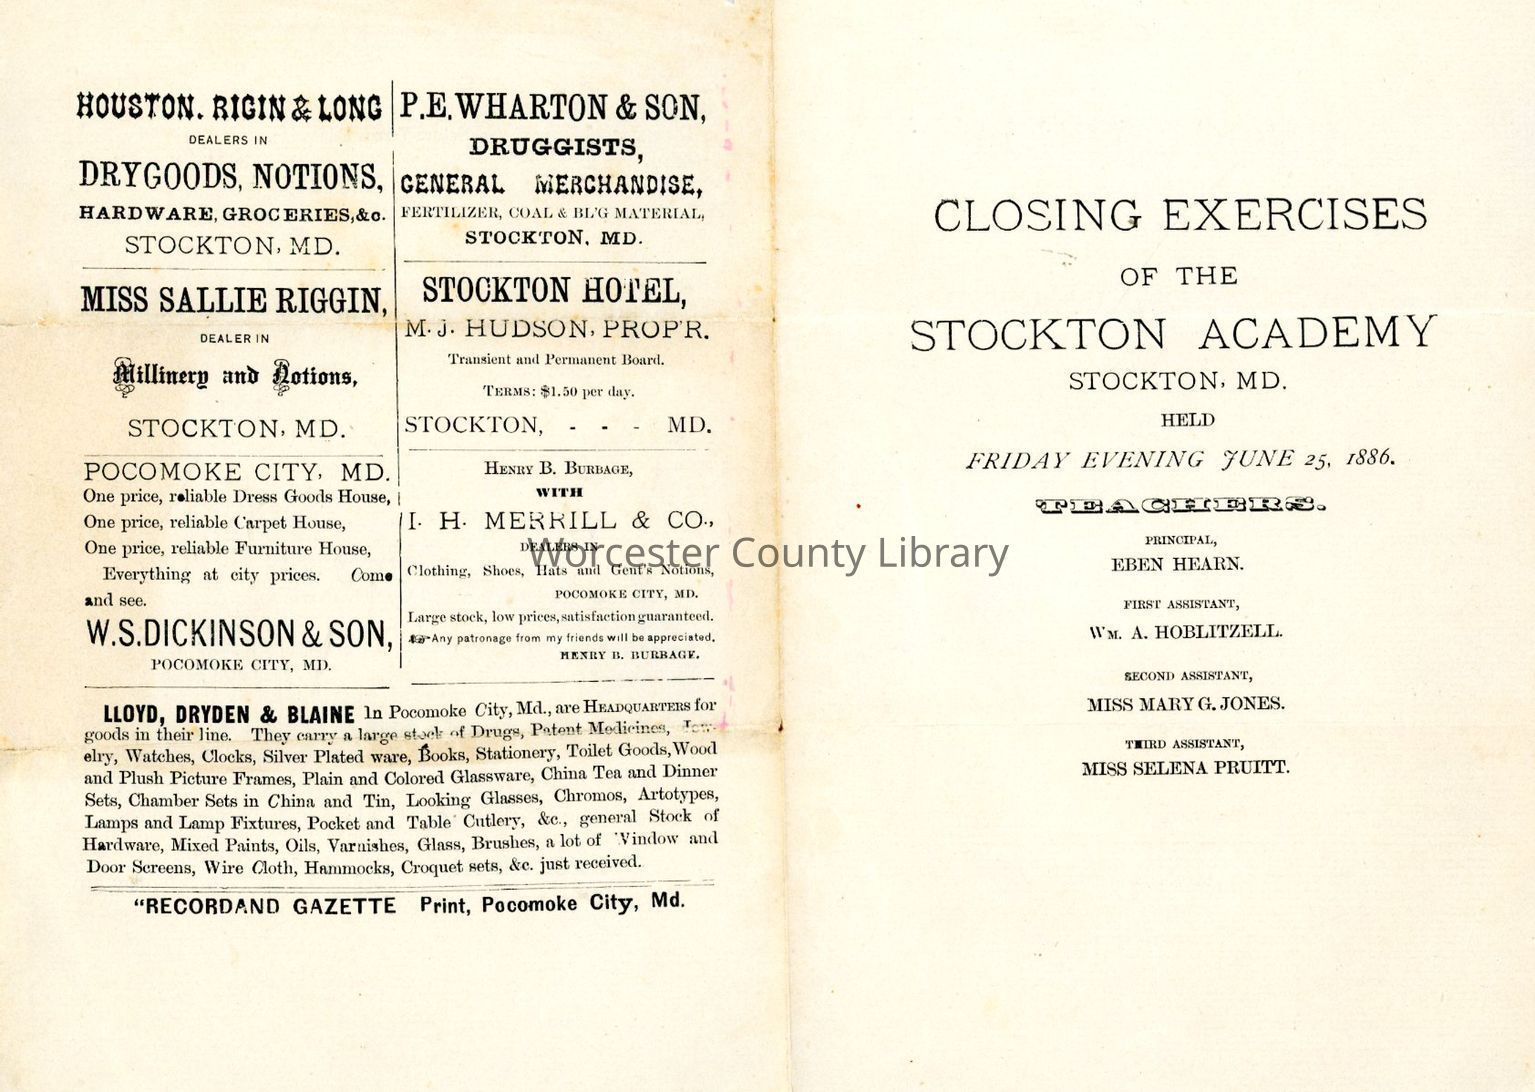 HOUSTON. RIGIN & LONG
DEALERS IN
DRYGOODS, NOTIONS,
HARDWARE, GROCERIES,&c.
STOCKTON, MD.
MISS SALLIE RIGGIN,
DEALER IN
Millinery and Notions,
STOCKTON, MD.
POCOMOKE CITY, MD.
One price, reliable Dress Goods House,
One price, reliable Carpet House,
One price, reliable Furniture House,
Everything at city prices. Come
and see.
W.S.DICKINSON & SON,
POCOMOKE CITY, MD.
P.E.WHARTON & SON,
DRUGGISTS,
GENERAL MERCHANDISE,
FERTILIZER, COAL & BL'G MATERIAL,
STOCKTON, MD.
STOCKTON HOTEL,
M. J. HUDSON, PROP'R.
Transient and Permanent Board.
TERMS: $1.50 per day.
STOCKTON, - - - MD.
HENRY B. BURBAGE,
WITH
I. H. MERRILL & CO.,
DEALERS IN
Clothing, Shoes, Hats and Gent's Notions,
POCOMOKE CITY, MD.
Large stock, low prices, satisfaction guaranteed.
☞Any patronage from my friends will be appreciated.
HENRY B. BURBAGE.
LLOYD, DRYDEN & BLAINE In Pocomoke City, Md., are HEADQUARTERS for
goods in their line. They carry a large stock of Drugs, Patent Medicines, Jew-
elry, Watches, Clocks, Silver Plated ware, Books, Stationery, Toilet Goods, Wood
and Plush Picture Frames, Plain and Colored Glassware, China Tea and Dinner
Sets, Chamber Sets in China and Tin, Looking Glasses, Chromos, Artotypes,
Lamps and Lamp Fixtures, Pocket and Table Cutlery, &c., general Stock of
Hardware, Mixed Paints, Oils, Varnishes, Glass, Brushes, a lot of Window and
Door Screens, Wire Cloth, Hammocks, Croquet sets, &c. just received.
"RECORDAND GAZETTE Print, Pocomoke City, Md.
CLOSING EXERCISES
OF THE
STOCKTON ACADEMY
STOCKTON, MD.
HELD
FRIDAY EVENING JUNE 25, 1886.
TEACHERS.
PRINCIPAL,
EBEN HEARN.
FIRST ASSISTANT,
WM. A. HOBLITZELL.
SECOND ASSISTANT,
MISS MARY G. JONES.
THIRD ASSISTANT,
MISS SELENA PRUITT.
Worcester County Library